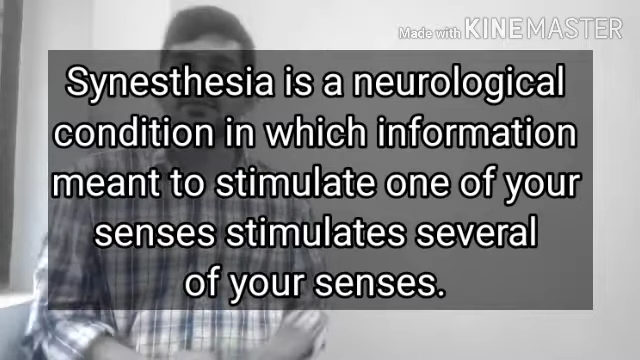 Made with KINEMASTER
Synesthesia is a neurological
condition in which information
meant to stimulate one of your
senses stimulates several
of your senses.